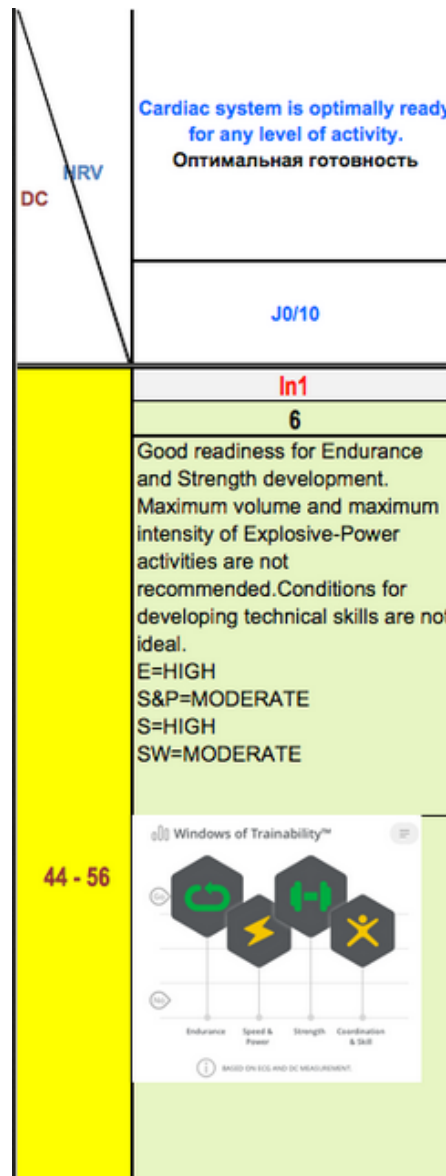 Cardiac system is optimally ready
for any level of activity.
Оптимальная готовность
HRV
DC
J0/10
In1
6
Good readiness for Endurance
and Strength development.
Maximum volume and maximum
intensity of Explosive-Power
activities are not
recommended.Conditions for
developing technical skills are not
ideal.
E=HIGH
S&P=MODERATE
S=HIGH
SW=MODERATE
44 - 56
Windows of Trainability™
Go
No
Endurance
Speed &
Power
Strength
Coordination
& Skill
BASED ON ECG AND DC MEASUREMENT.